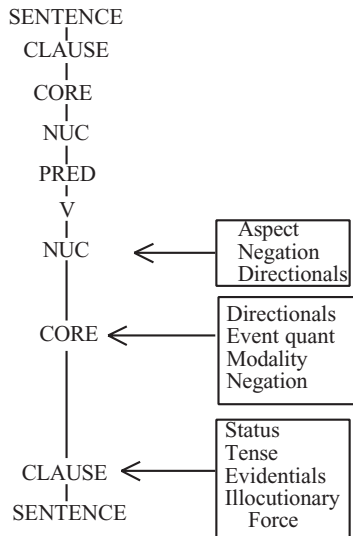 SENTENCE
CLAUSE
CORE
NUC
PRED
V
NUC
Aspect
Negation
Directionals
CORE
Directionals
Event quant
Modality
Negation
CLAUSE
Status
Tense
Evidentials
Illocutionary
Force
SENTENCE